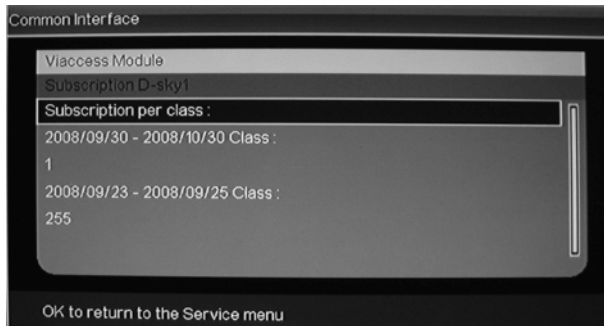 Common Interface
Viaccess Module
Subscription D-sky1
Subscription per class :
2008/09/30 - 2008/10/30 Class :
1
2008/09/23 - 2008/09/25 Class :
255
OK to return to the Service menu